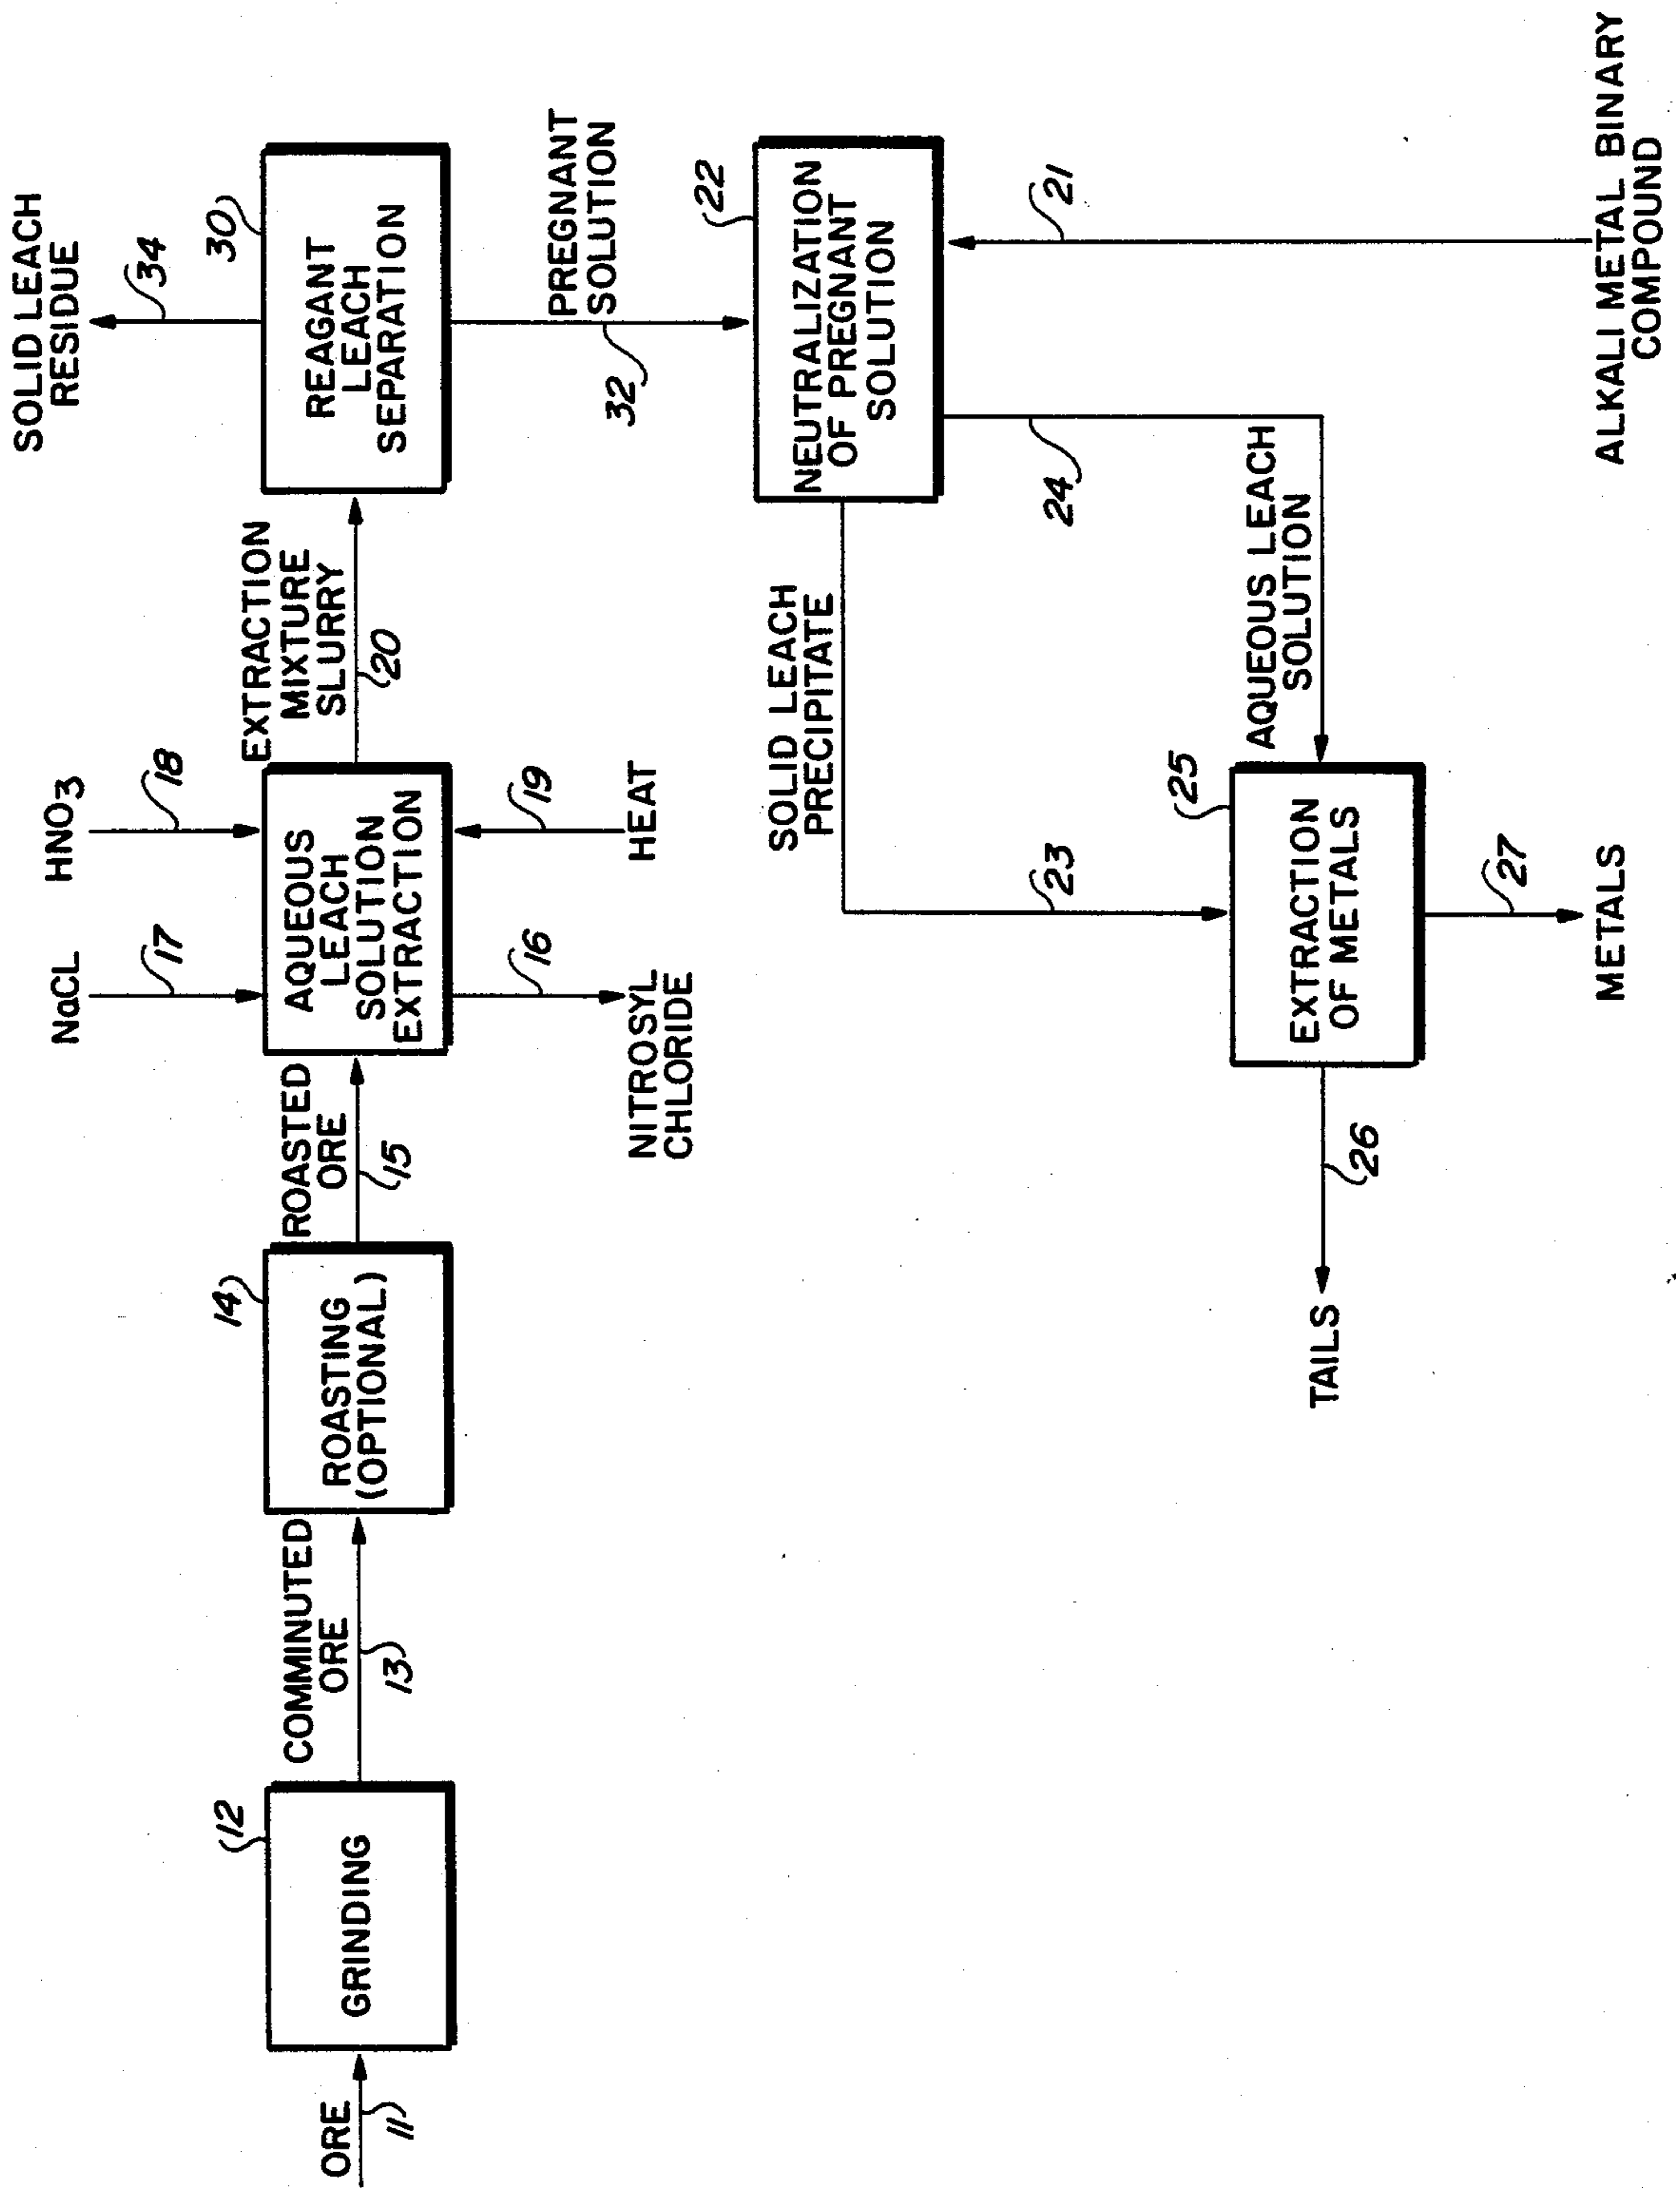 ORE
11
GRINDING
12
COMMINUTED
ORE
13
ROASTING
(OPTIONAL)
14
ROASTED
ORE
15
NaCL
17
HNO3
18
AQUEOUS
LEACH
SOLUTION
EXTRACTION
16
NITROSYL
CHLORIDE
19
HEAT
EXTRACTION
MIXTURE
SLURRY
20
SOLID LEACH
RESIDUE
34
30
REAGANT
LEACH
SEPARATION
PREGNANT
SOLUTION
32
22
NEUTRALIZATION
OF PREGNANT
SOLUTION
21
ALKALI METAL BINARY
COMPOUND
SOLID LEACH
PRECIPITATE
23
24
AQUEOUS LEACH
SOLUTION
25
EXTRACTION
OF METALS
26
TAILS
27
METALS